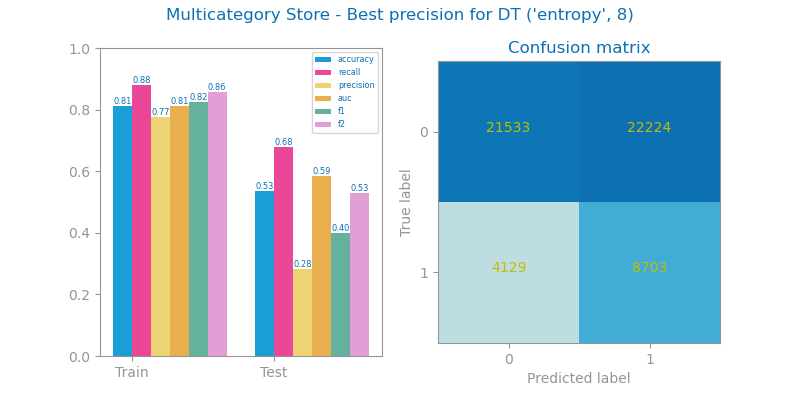 Multicategory Store - Best precision for DT ('entropy', 8)
1.0
0.8
0.6
0.4
0.2
0.0
0.81
0.88
0.77
0.81
0.82
0.86
0.53
0.68
0.28
0.59
0.40
0.53
accuracy
recall
precision
auc
f1
f2
Train
Test
Confusion matrix
True label
0
1
21533
22224
4129
8703
0
1
Predicted label